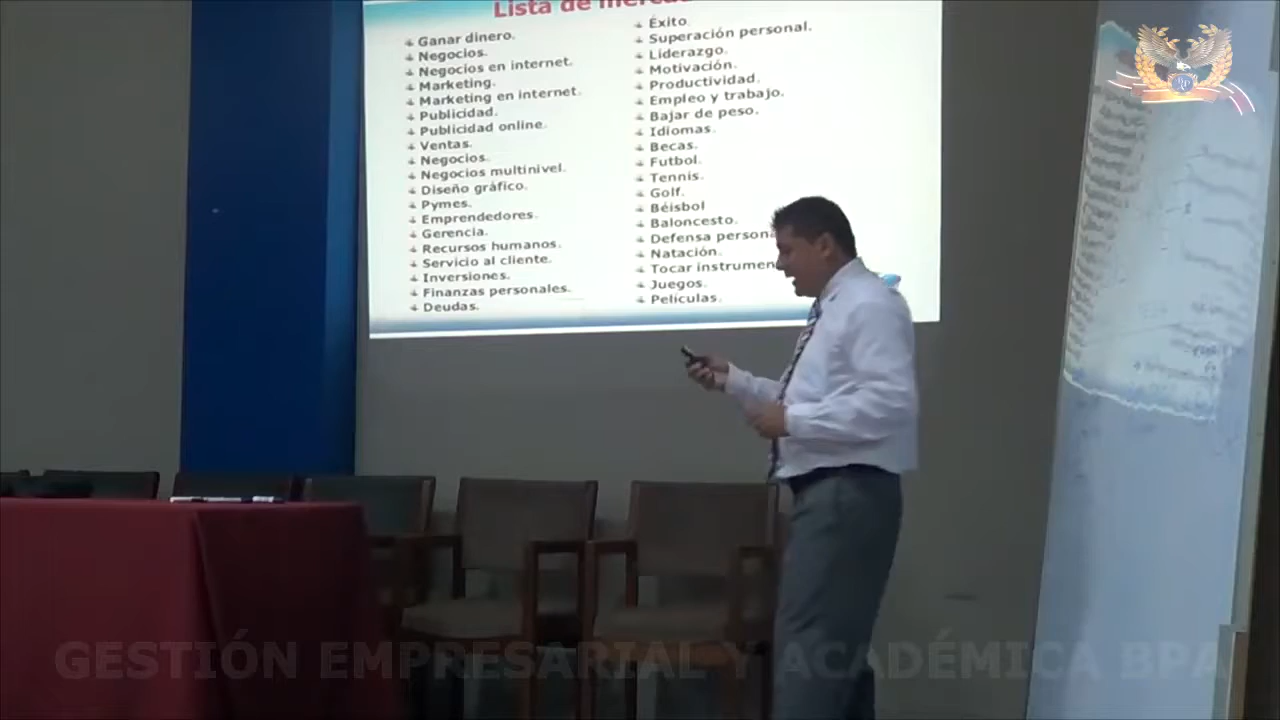 Lista de
Ganar dinero.
Negocios.
Negocios en internet.
Marketing.
Marketing en internet.
Publicidad.
Publicidad online.
Ventas.
Negocios.
Negocios multinivel.
Diseño gráfico.
Pymes.
Emprendedores.
Gerencia.
Recursos humanos.
Servicio al cliente.
Inversiones.
Finanzas personales.
Deudas.
Éxito.
Superación personal.
Liderazgo.
Motivación.
Productividad.
Empleo y trabajo.
Bajar de peso.
Idiomas.
Becas.
Futbol.
Tennis.
Golf.
Béisbol
Baloncesto.
Defensa
Natación.
Tocar
Juegos.
Películas.
GESTIÓN EMPRESARIAL Y ACADÉMICA BPA